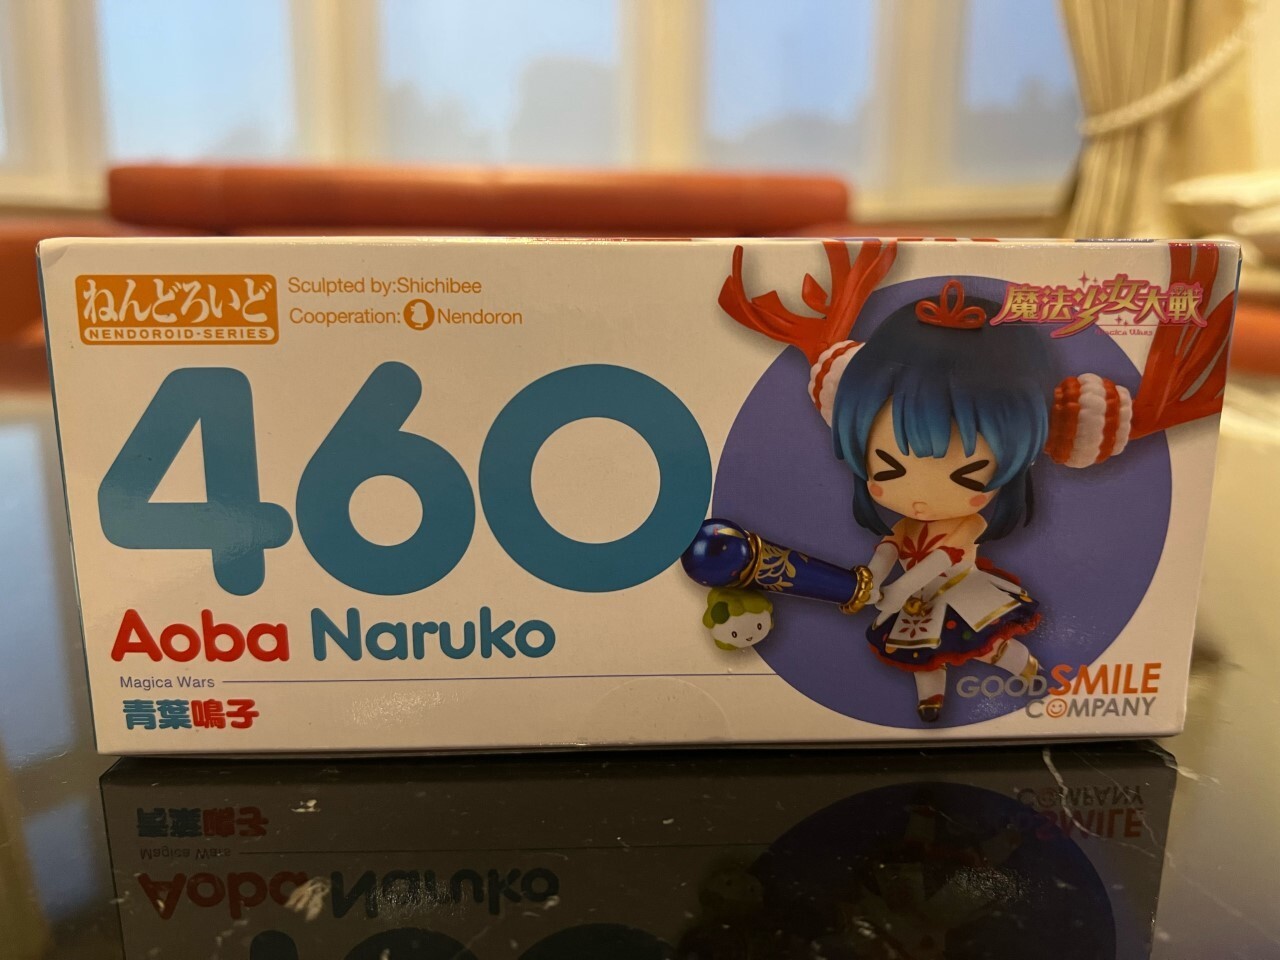 ねんどろいど
NENDOROID-SERIES
Sculpted by:Shichibee
Cooperation: Nendoron
魔法少女大戦
Magica Wars
460
Aoba Naruko
Magica Wars
青葉鳴子
GOOD SMILE
COMPANY